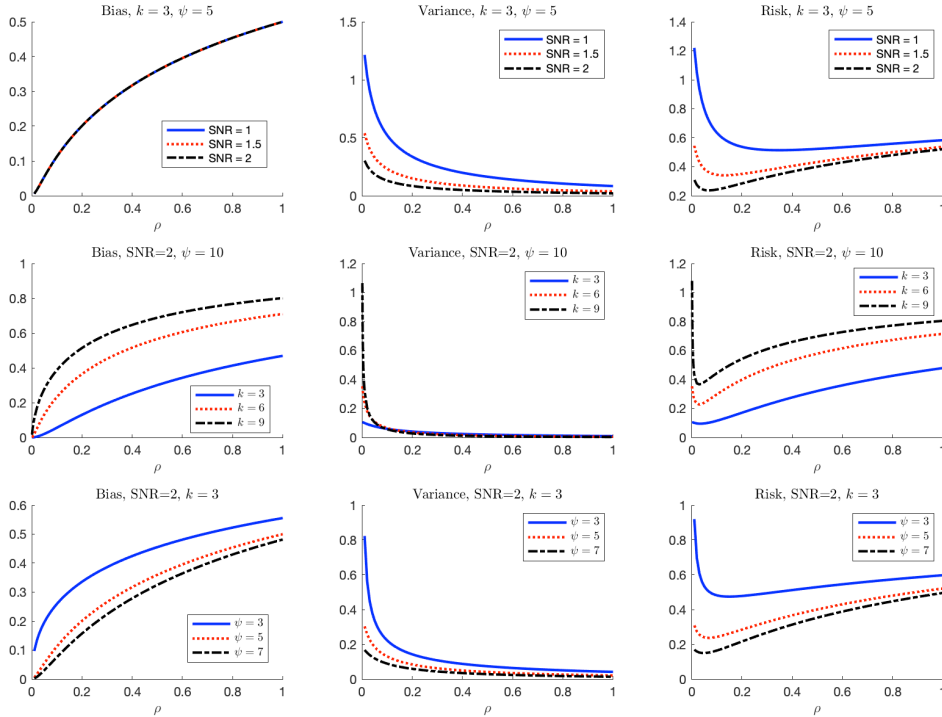 Bias, k = 3, ψ = 5
0.5
0.4
0.3
0.2
0.1
0
0 0.2 0.4 0.6 0.8 1
ρ
SNR = 1
SNR = 1.5
SNR = 2
Variance, k = 3, ψ = 5
1.5
1
0.5
0
0 0.2 0.4 0.6 0.8 1
ρ
SNR = 1
SNR = 1.5
SNR = 2
Risk, k = 3, ψ = 5
1.4
1.2
1
0.8
0.6
0.4
0.2
0 0.2 0.4 0.6 0.8 1
ρ
SNR = 1
SNR = 1.5
SNR = 2
Bias, SNR=2, ψ = 10
1
0.8
0.6
0.4
0.2
0
0 0.2 0.4 0.6 0.8 1
ρ
k = 3
k = 6
k = 9
Variance, SNR=2, ψ = 10
1.2
1
0.8
0.6
0.4
0.2
0
0 0.2 0.4 0.6 0.8 1
ρ
k = 3
k = 6
k = 9
Risk, SNR=2, ψ = 10
1.2
1
0.8
0.6
0.4
0.2
0
0 0.2 0.4 0.6 0.8 1
ρ
k = 3
k = 6
k = 9
Bias, SNR=2, k = 3
0.7
0.6
0.5
0.4
0.3
0.2
0.1
0
0 0.2 0.4 0.6 0.8 1
ρ
ψ = 3
ψ = 5
ψ = 7
Variance, SNR=2, k = 3
1
0.8
0.6
0.4
0.2
0
0 0.2 0.4 0.6 0.8 1
ρ
ψ = 3
ψ = 5
ψ = 7
Risk, SNR=2, k = 3
1
0.8
0.6
0.4
0.2
0
0 0.2 0.4 0.6 0.8 1
ρ
ψ = 3
ψ = 5
ψ = 7